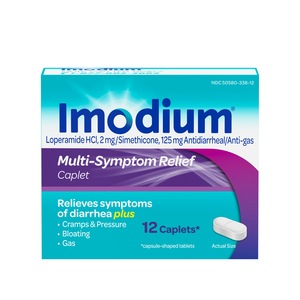 NDC 50580-338-12
Imodium®
Loperamide HCl, 2 mg/Simethicone, 125 mg Antidiarrheal/Anti-gas
Multi-Symptom Relief
Caplet
Relieves symptoms
of diarrhea plus
• Cramps & Pressure
• Bloating
• Gas
12 Caplets*
*capsule-shaped tablets
Actual Size